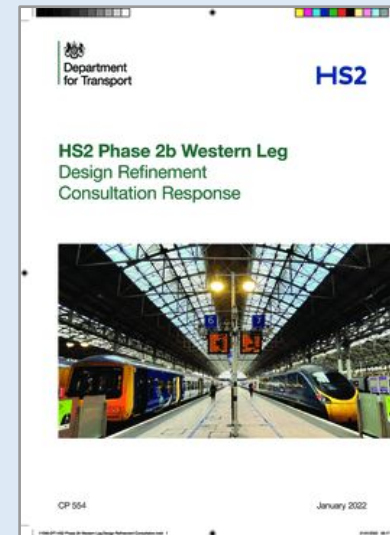 Department
for Transport
HS2
HS2 Phase 2b Western Leg
Design Refinement
Consultation Response
CP 554
January 2022